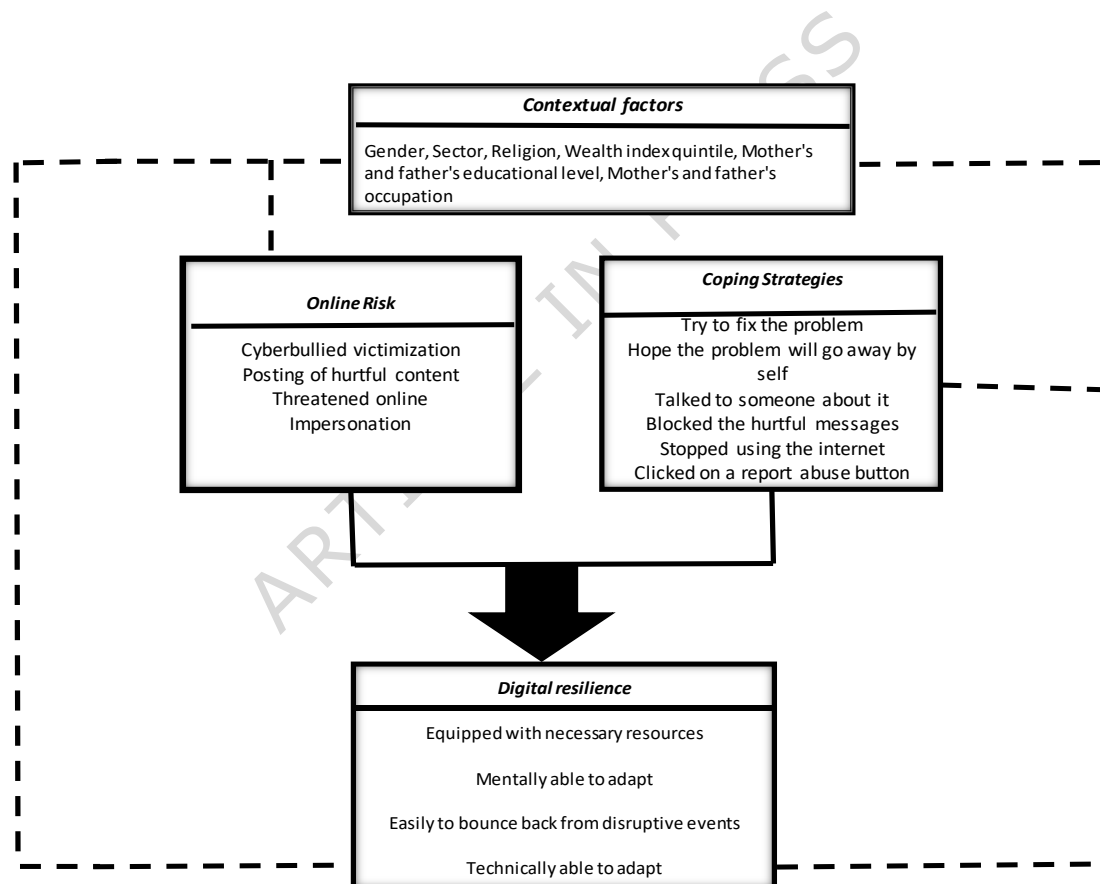 Contextual factors
Gender, Sector, Religion, Wealth index quintile, Mother's
and father's educational level, Mother's and father's
occupation
Online Risk
Cyberbullied victimization
Posting of hurtful content
Threatened online
Impersonation
Coping Strategies
Try to fix the problem
Hope the problem will go away by
self
Talked to someone about it
Blocked the hurtful messages
Stopped using the internet
Clicked on a report abuse button
Digital resilience
Equipped with necessary resources
Mentally able to adapt
Easily to bounce back from disruptive events
Technically able to adapt
ARTICLE IN PRESS